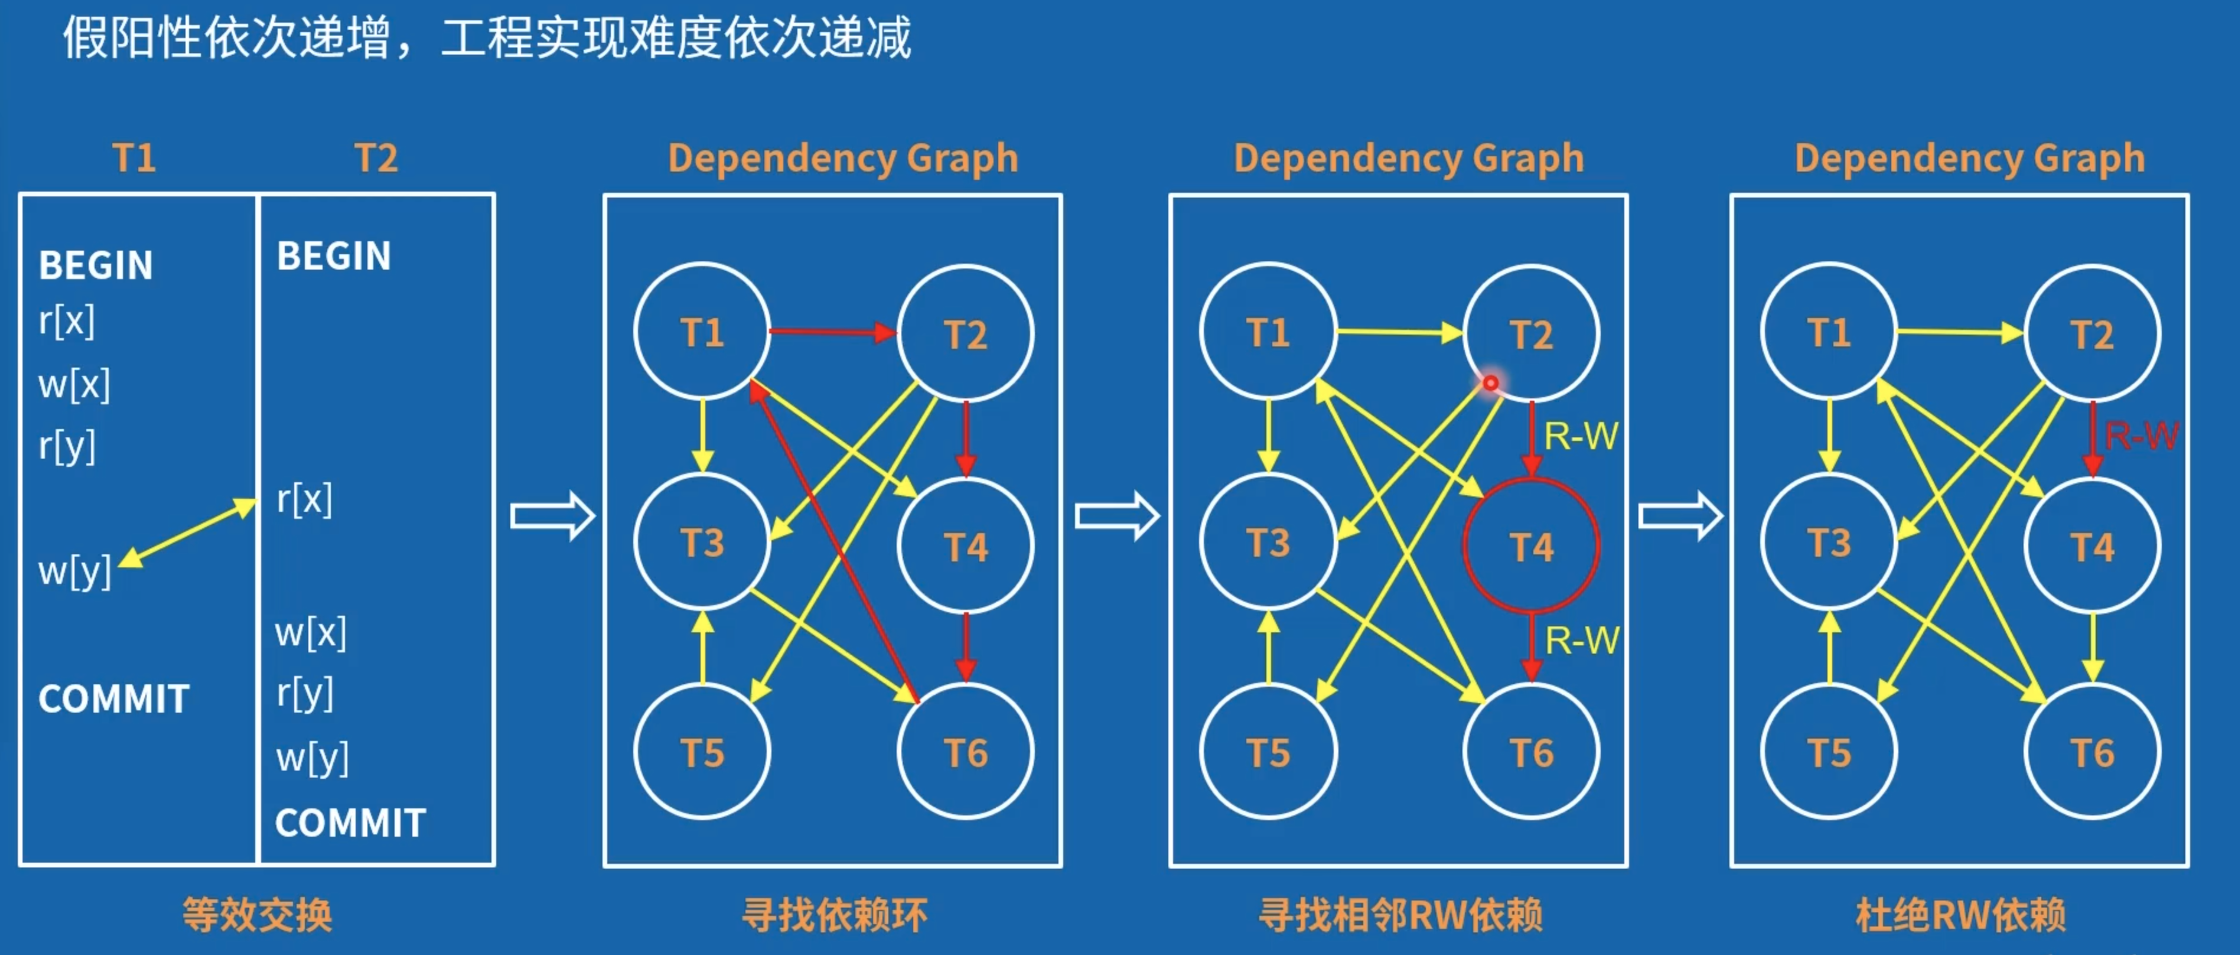 假阳性依次递增，工程实现难度依次递减
T1
T2
BEGIN
r[x]
w[x]
r[y]
w[y]
COMMIT
BEGIN
r[x]
w[x]
r[y]
w[y]
COMMIT
等效交换
Dependency Graph
T1
T2
T3
T4
T5
T6
寻找依赖环
Dependency Graph
T1
T2
R-W
T3
T4
R-W
T5
T6
寻找相邻RW依赖
Dependency Graph
T1
T2
R-W
T3
T4
T5
T6
杜绝RW依赖